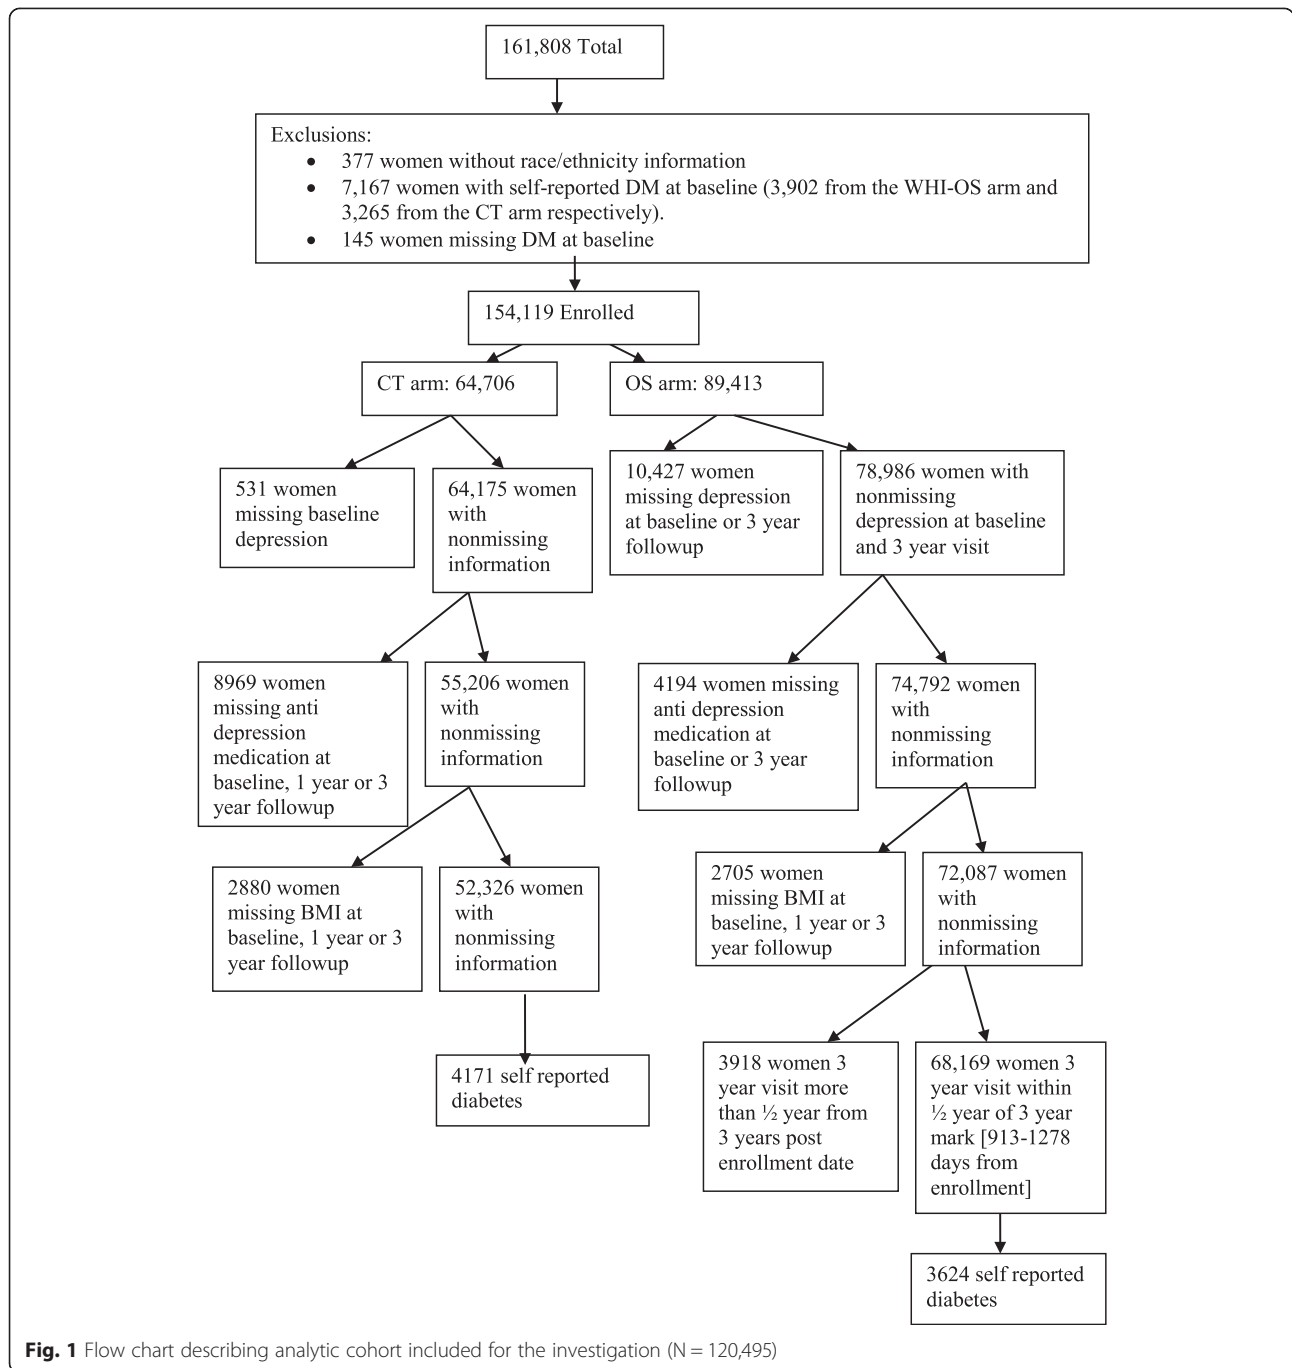 161,808 Total
Exclusions:
• 377 women without race/ethnicity information
• 7,167 women with self-reported DM at baseline (3,902 from the WHI-OS arm and
3,265 from the CT arm respectively).
• 145 women missing DM at baseline
154,119 Enrolled
CT arm: 64,706
OS arm: 89,413
531 women
missing baseline
depression
64,175 women
with
nonmissing
information
10,427 women
missing depression
at baseline or 3 year
followup
78,986 women with
nonmissing
depression at baseline
and 3 year visit
8969 women
missing anti
depression
medication at
baseline, 1 year or 3
year followup
55,206 women
with
nonmissing
information
4194 women missing
anti depression
medication at
baseline or 3 year
followup
74,792 women
with
nonmissing
information
2880 women
missing BMI at
baseline, 1 year or 3
year followup
52,326 women
with
nonmissing
information
2705 women
missing BMI at
baseline, 1 year or 3
year followup
72,087 women
with
nonmissing
information
4171 self reported
diabetes
3918 women 3
year visit more
than ½ year from
3 years post
enrollment date
68,169 women 3
year visit within
½ year of 3 year
mark [913-1278
days from
enrollment]
3624 self reported
diabetes
Fig. 1 Flow chart describing analytic cohort included for the investigation (N = 120,495)